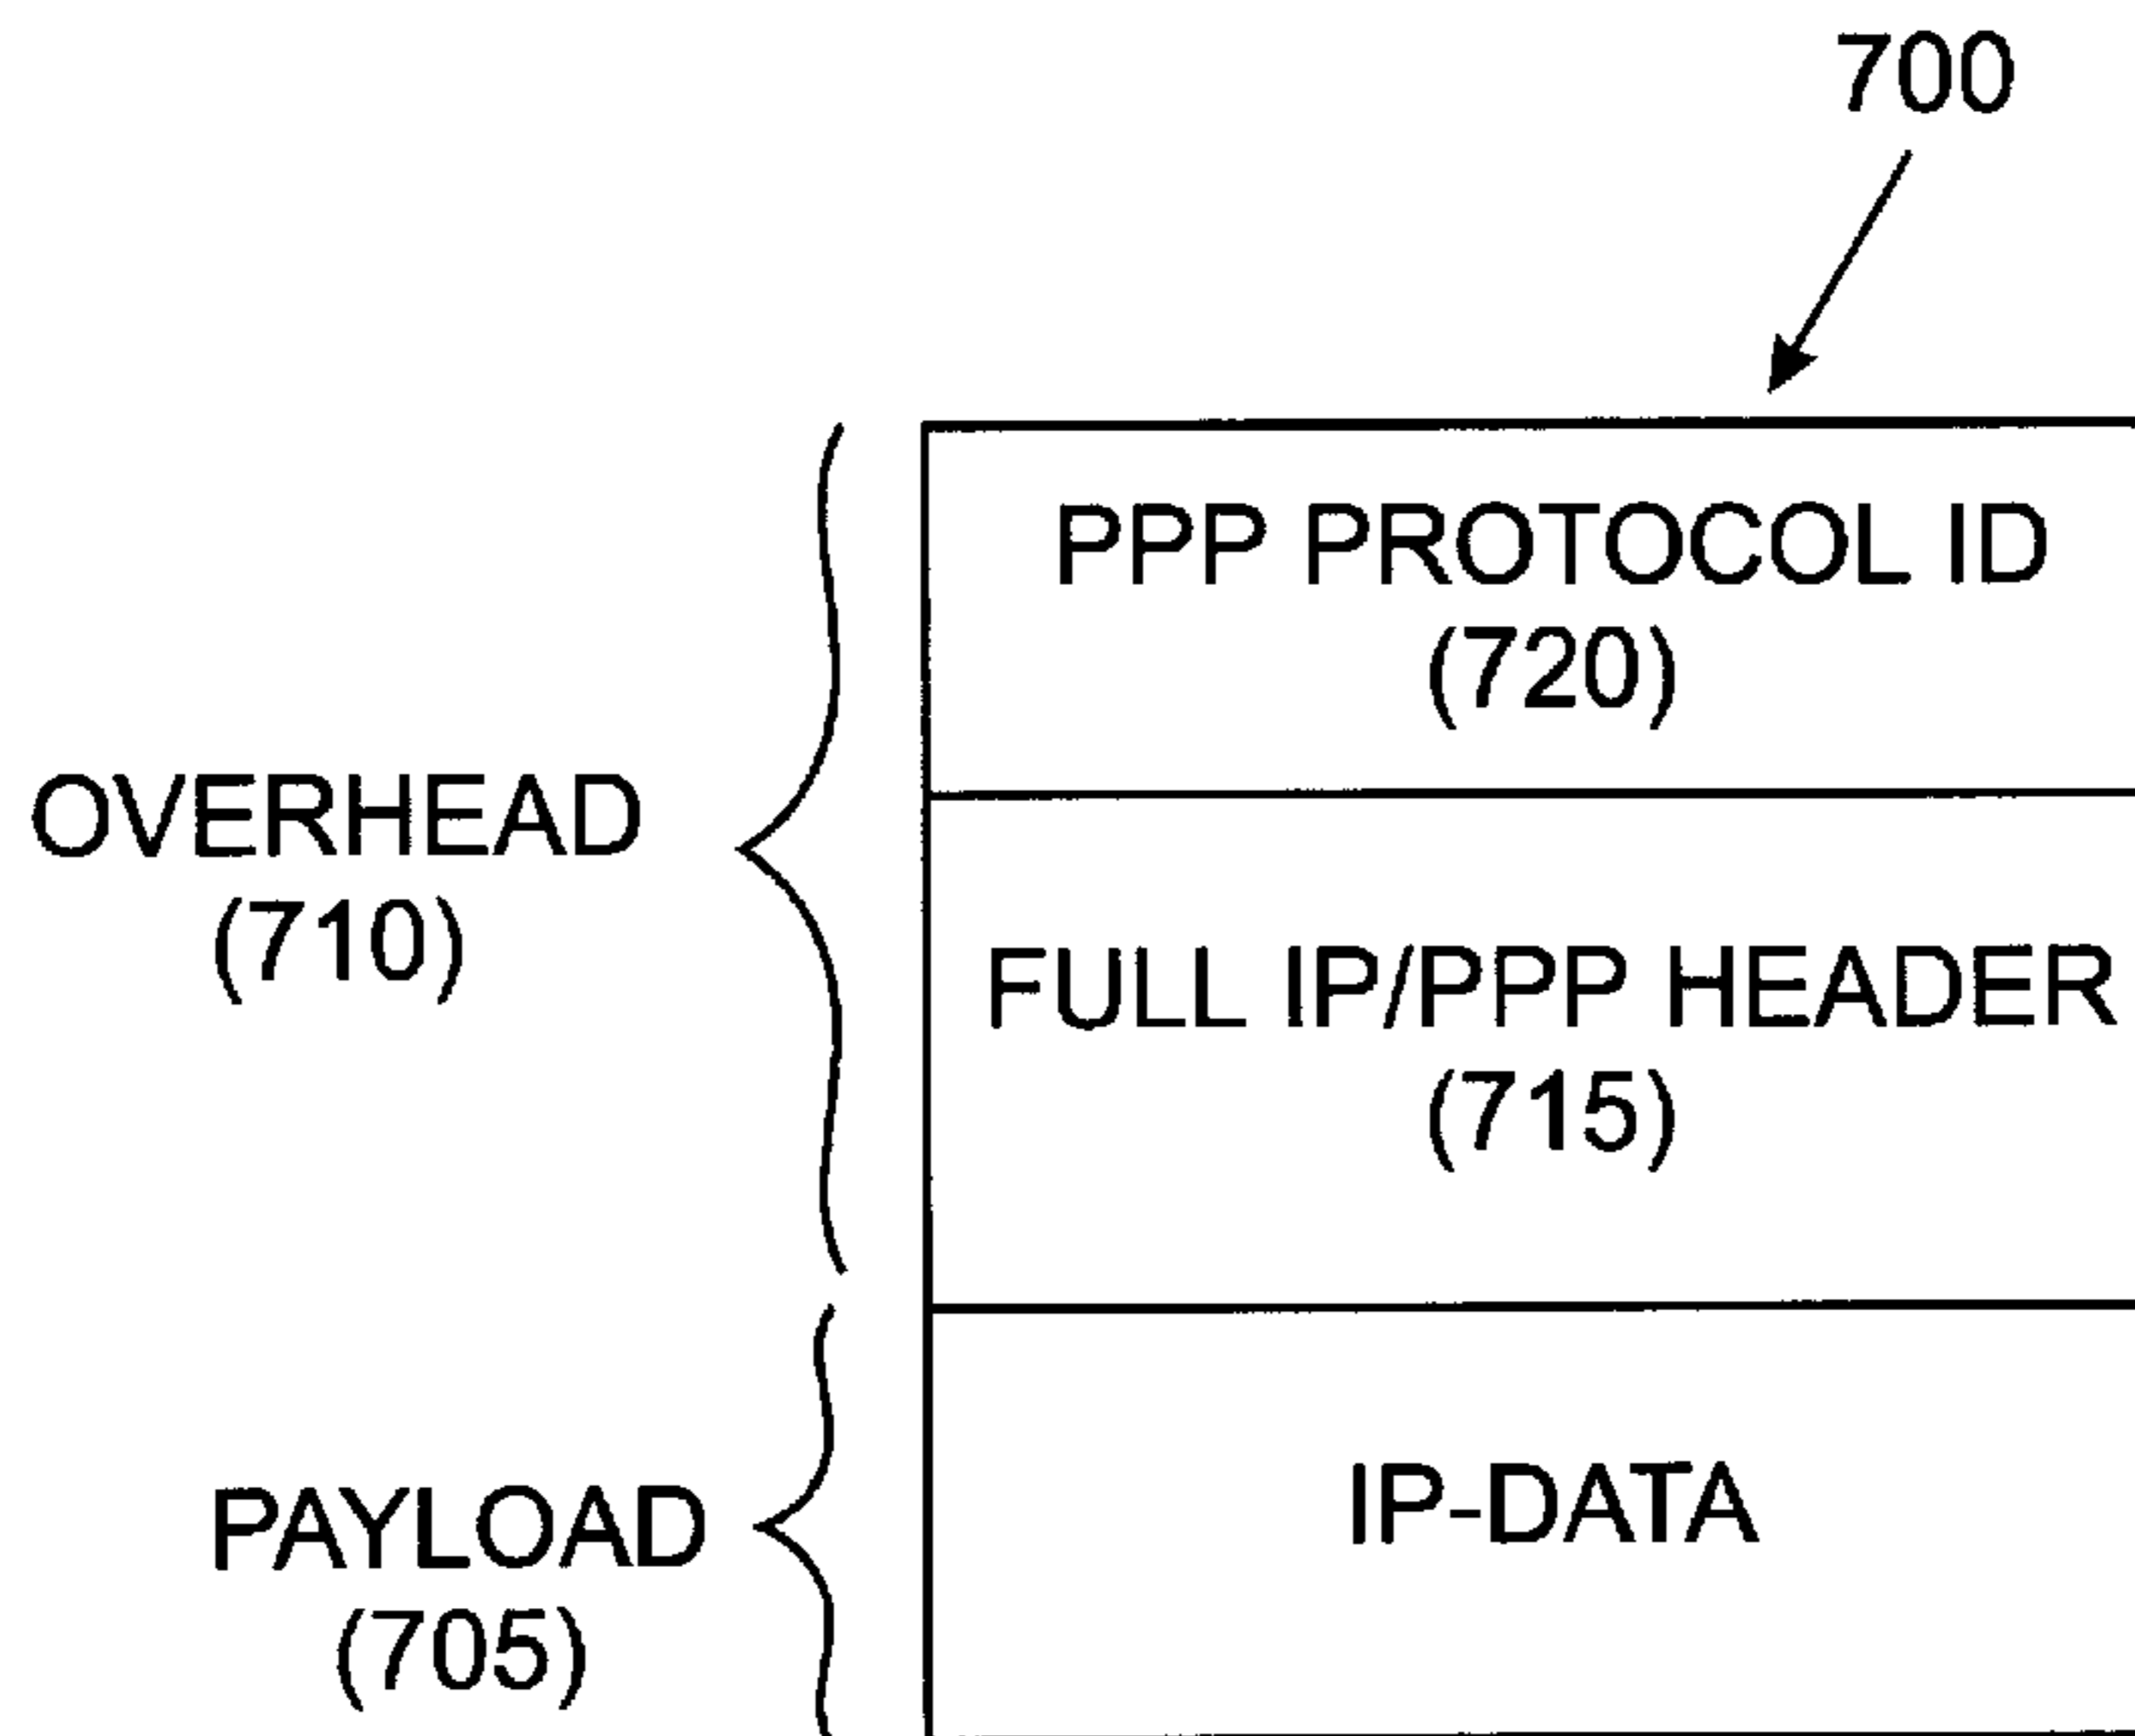 700
PPP PROTOCOL ID
(720)
OVERHEAD
(710)
FULL IP/PPP HEADER
(715)
IP-DATA
PAYLOAD
(705)